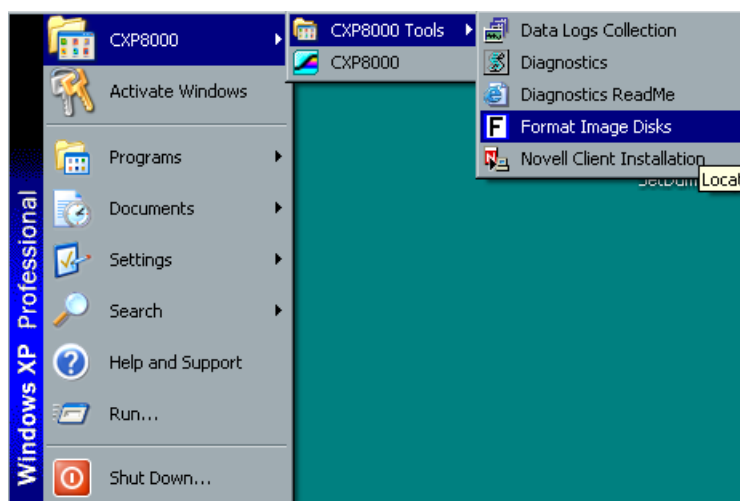 CXP8000
Activate Windows
Programs
Documents
Settings
Search
Help and Support
Run...
Shut Down...
Windows XP Professional
CXP8000 Tools
CXP8000
Data Logs Collection
Diagnostics
Diagnostics ReadMe
Format Image Disks
Novell Client Installation
Locat